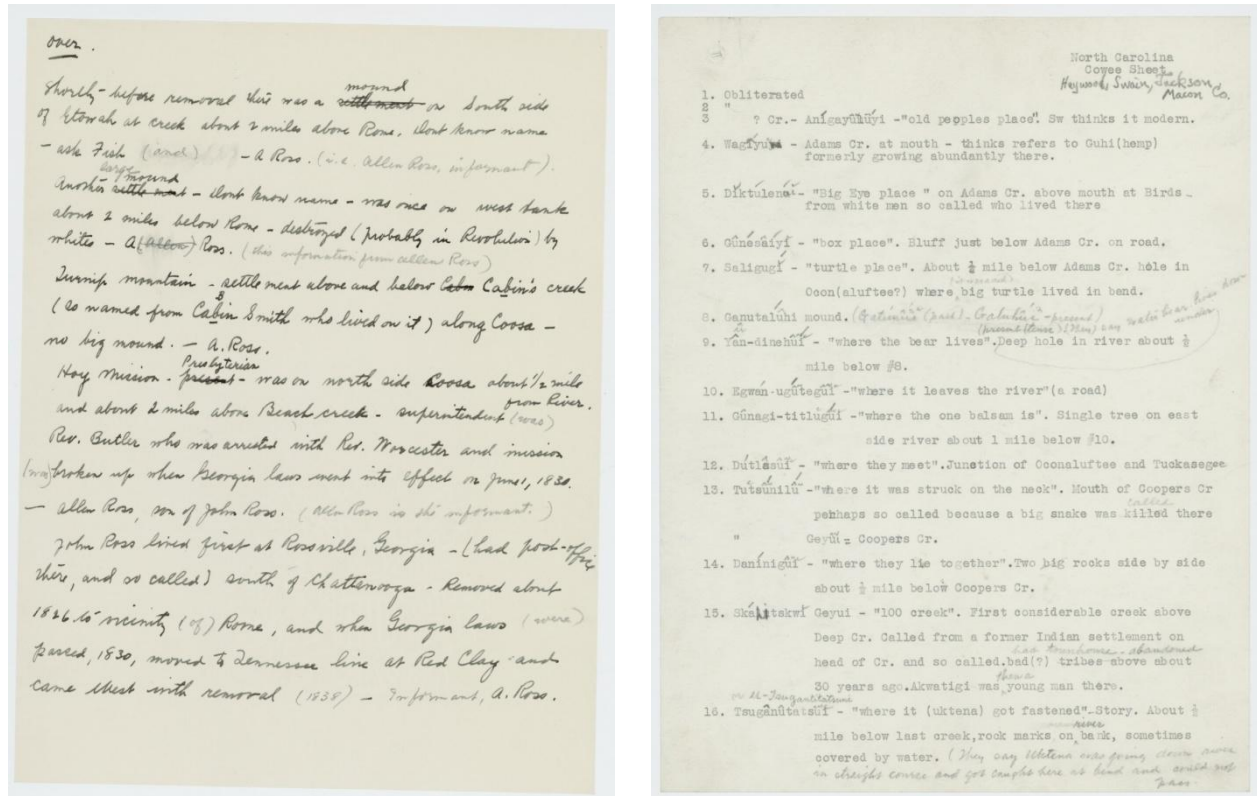 over.
Shortly before removal there was a settlement mound on South side
of Etowah at creek about 2 miles above Rome. Dont know name
- ask Fish (and) - A Ross. (i.e. Allen Ross, informant).
Another settlement large mound - dont know name - was once on west bank
about 2 miles below Rome - destroyed (probably in Revolution) by
whites - A (Allen) Ross. (this information from allen Ross)
Turnip mountain - settlement above and below Cabin's creek
(so named from Cabin Smith who lived on it) along Coosa -
no big mound. - A. Ross.
Presbyterian
Hoy Mission - present - was on north side Coosa about 1/2 mile
from River.
and about 2 miles above Beach creek - superintendent (was)
Rev. Butler who was arrested with Rev. Worcester and mission
(was) broken up when Georgia laws went into effect on June 1, 1830.
- allen Ross, son of John Ross. (Allen Ross is the informant.)
John Ross lived first at Rossville, Georgia - (had post-office
there, and so called) south of Chattanooga - Removed about
1826 to vicinity (of) Rome, and when Georgia laws (were)
passed, 1830, moved to Tennessee line at Red Clay and
came West with removal (1838) - Informant, A. Ross.
North Carolina
Cowee Sheet
Heywood, Swain, Jackson
Macon Co.
1. Obliterated
2 "
3 ? Cr.- Anigayûlúyi -"old peoples place". Sw thinks it modern.
4. - Adams Cr. at mouth - thinks refers to Guhi(hemp)
formerly growing abundantly there.
5. - "Big Eye place " on Adams Cr. above mouth at Birds
from white men so called who lived there
6. Gûnesâiyi - "box place". Bluff just below Adams Cr. on road.
7. Saligugi - "turtle place". About ½ mile below Adams Cr. hole in
Ocon(aluftee?) where big turtle lived in bend.
8. Ganutaluhi mound.
9. Yân-dinehûi - "where the bear lives". Deep hole in river about ½
mile below #8.
10. Egwân-ugûtegûi -"where it leaves the river"(a road)
11. Gûnagi-titlúgûi -"where the one balsam is". Single tree on east
side river about 1 mile below #10.
12. Dutlâsûi - "where they meet".Junstion of Oconaluftee and Tuckasegee
13. Tutsûnilû -"where it was struck on the neck". Mouth of Coopers Cr
called
perhaps so called because a big snake was killed there
" Geyûi = Coopers Cr.
14. Daninigûi - "where they lie together".Two big rocks side by side
about ½ mile below Coopers Cr.
15. Geyui - "100 creek". First considerable creek above
Deep Cr. Called from a former Indian settlement on
had townhouse - abandoned
head of Cr. and so called.bad(?) tribes above about
then a
30 years ago.Akwatigi was young man there.
16. Tsugânûtatsûi - "where it (uktena) got fastened".Story. About ½
river
mile below last creek,rock marks on bank, sometimes
covered by water. (They say Uktena was going down river
in streight course and got caught here at bend and could not
pass.